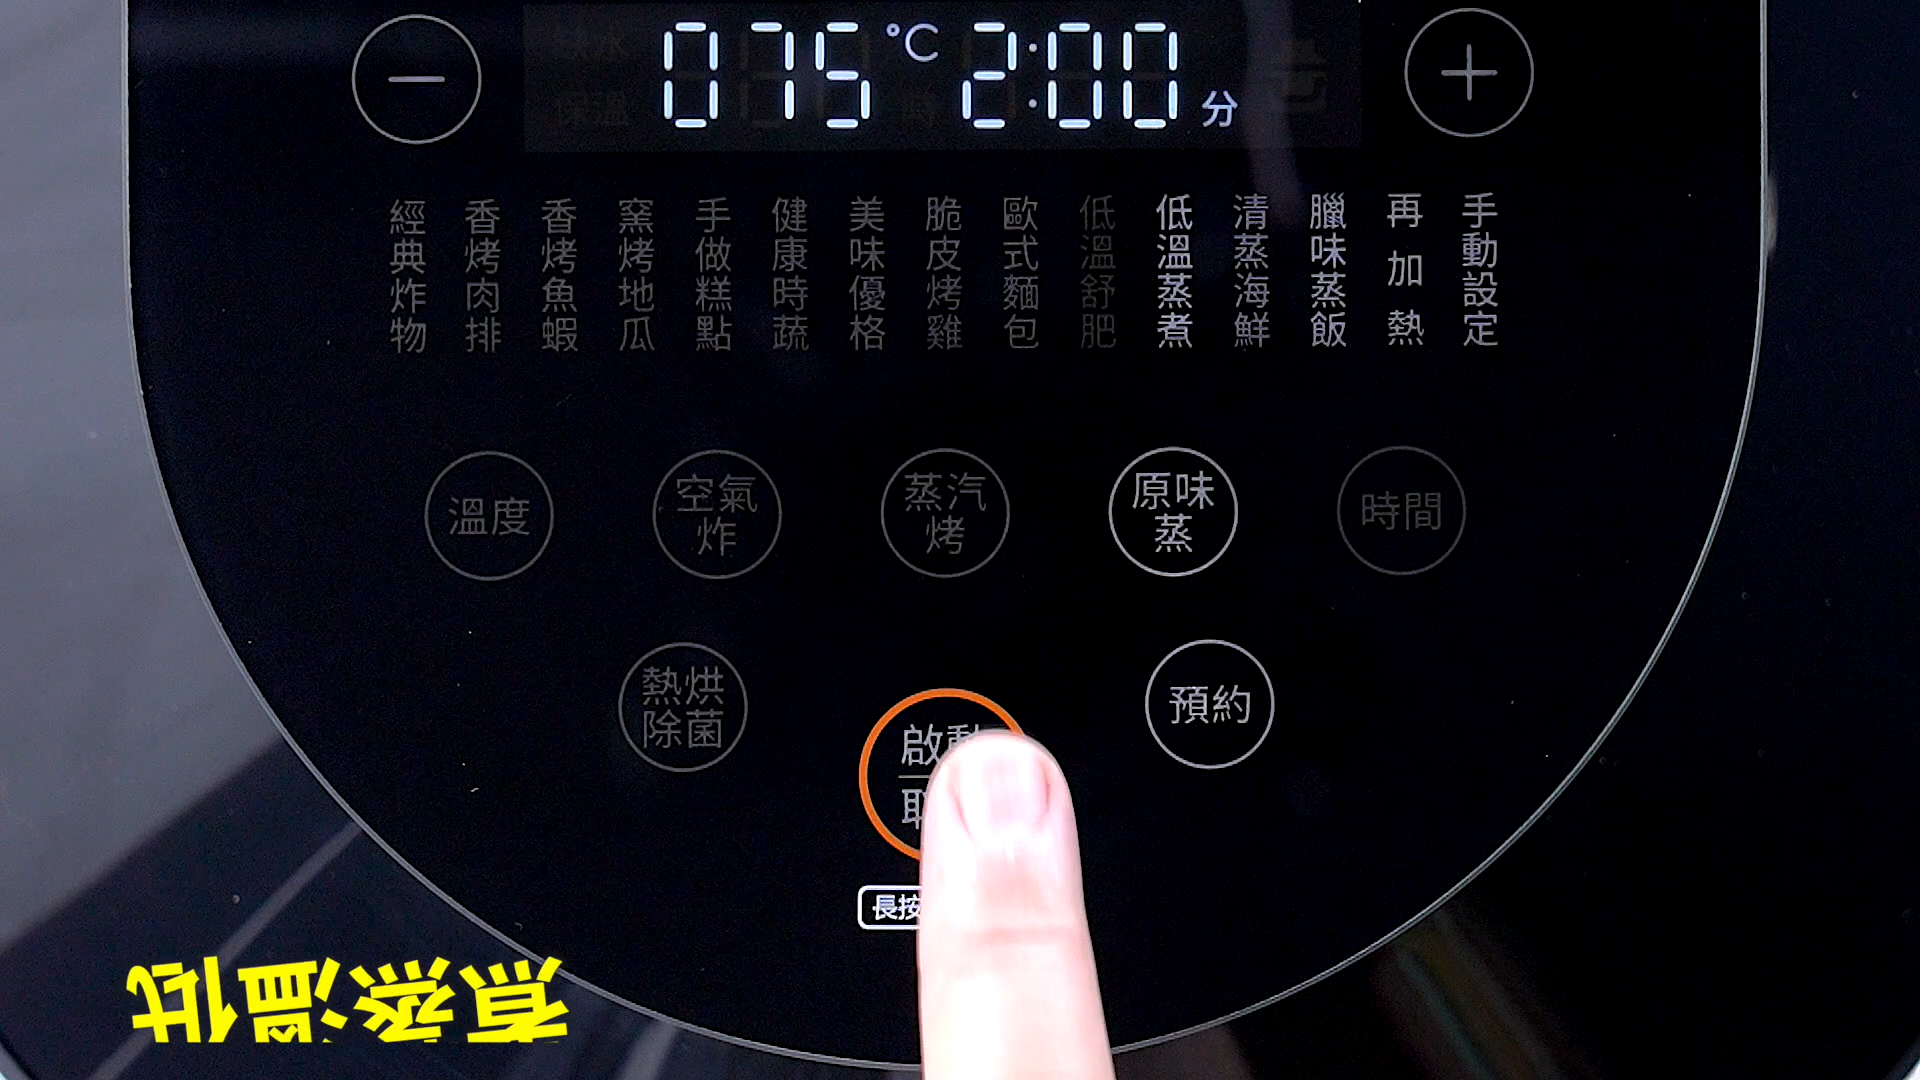 075 °C 2:00 分
經典炸物
香烤肉排
香烤魚蝦
窯烤地瓜
手做糕點
健康時蔬
美味優格
脆皮烤雞
歐式麵包
低溫舒肥
低溫蒸煮
清蒸海鮮
臘味蒸飯
再加熱
手動設定
溫度
空氣
炸
蒸汽
烤
原味
蒸
時間
熱烘
除菌
預約
啟動
長按
低溫蒸煮